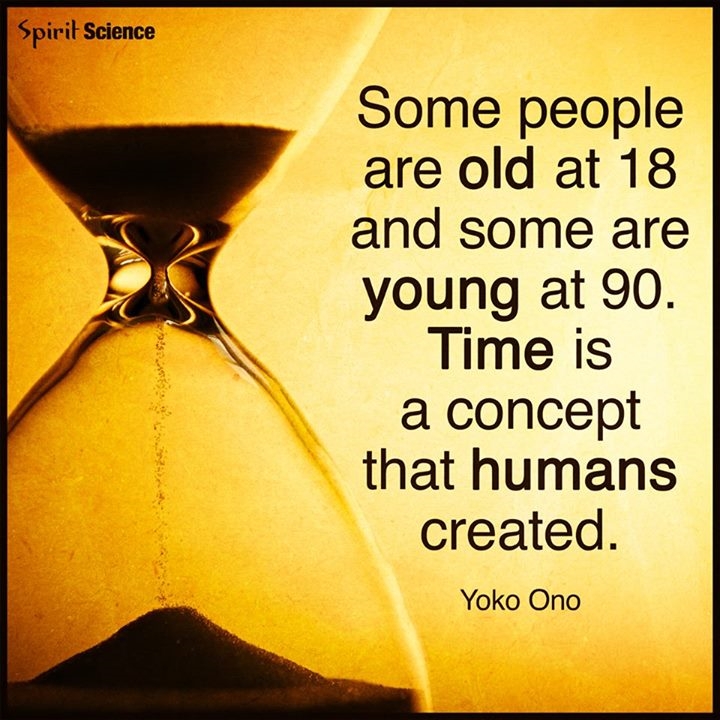 Spirit Science
Some people
are old at 18
and some are
young at 90.
Time is
a concept
that humans
created.
Yoko Ono